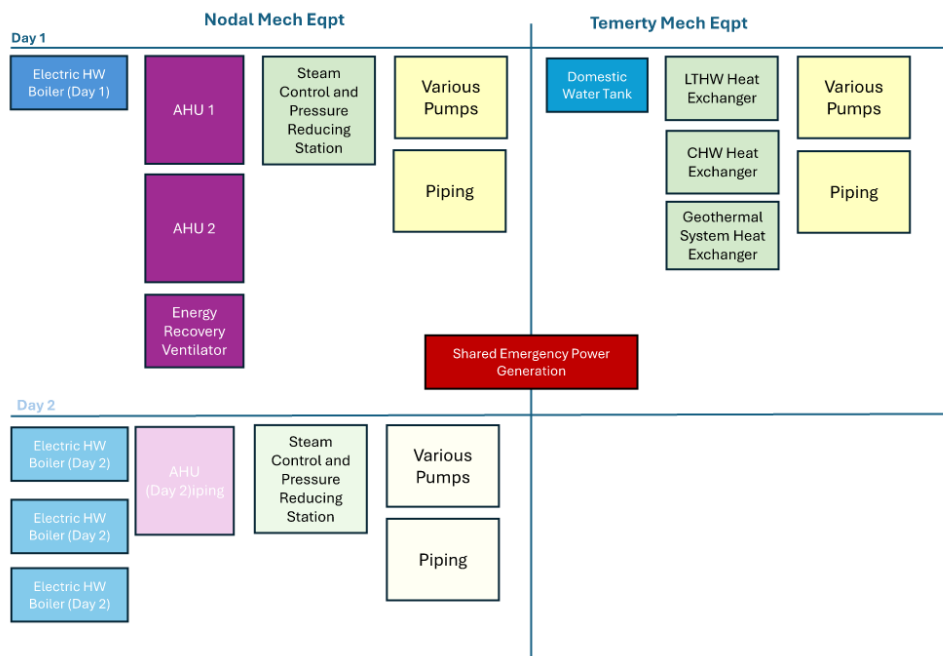 Nodal Mech Eqpt
Temerty Mech Eqpt
Day 1
Electric HW
Boiler (Day 1)
AHU 1
Steam
Control and
Pressure
Reducing
Station
Various
Pumps
Domestic
Water Tank
LTHW Heat
Exchanger
Various
Pumps
Piping
CHW Heat
Exchanger
Piping
AHU 2
Geothermal
System Heat
Exchanger
Energy
Recovery
Ventilator
Shared Emergency Power
Generation
Day 2
Electric HW
Boiler (Day 2)
AHU
(Day 2)iping
Steam
Control and
Pressure
Reducing
Station
Various
Pumps
Electric HW
Boiler (Day 2)
Piping
Electric HW
Boiler (Day 2)